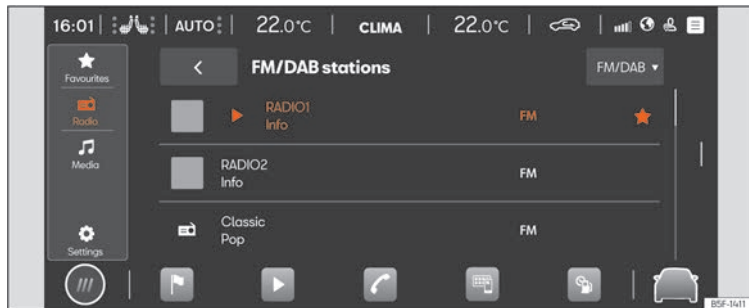 16:01 AUTO 22.0°C CLIMA 22.0°C
Favourites
Radio
Media
Settings
FM/DAB stations FM/DAB
RADIO1 FM
Info
RADIO2 FM
Info
Classic FM
Pop
BSF-1411